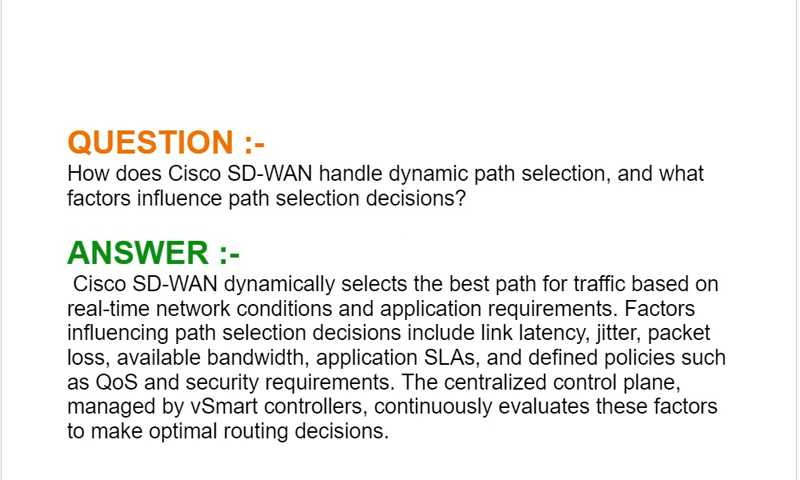 QUESTION :-
How does Cisco SD-WAN handle dynamic path selection, and what
factors influence path selection decisions?
ANSWER :-
Cisco SD-WAN dynamically selects the best path for traffic based on
real-time network conditions and application requirements. Factors
influencing path selection decisions include link latency, jitter, packet
loss, available bandwidth, application SLAs, and defined policies such
as QoS and security requirements. The centralized control plane,
managed by vSmart controllers, continuously evaluates these factors
to make optimal routing decisions.